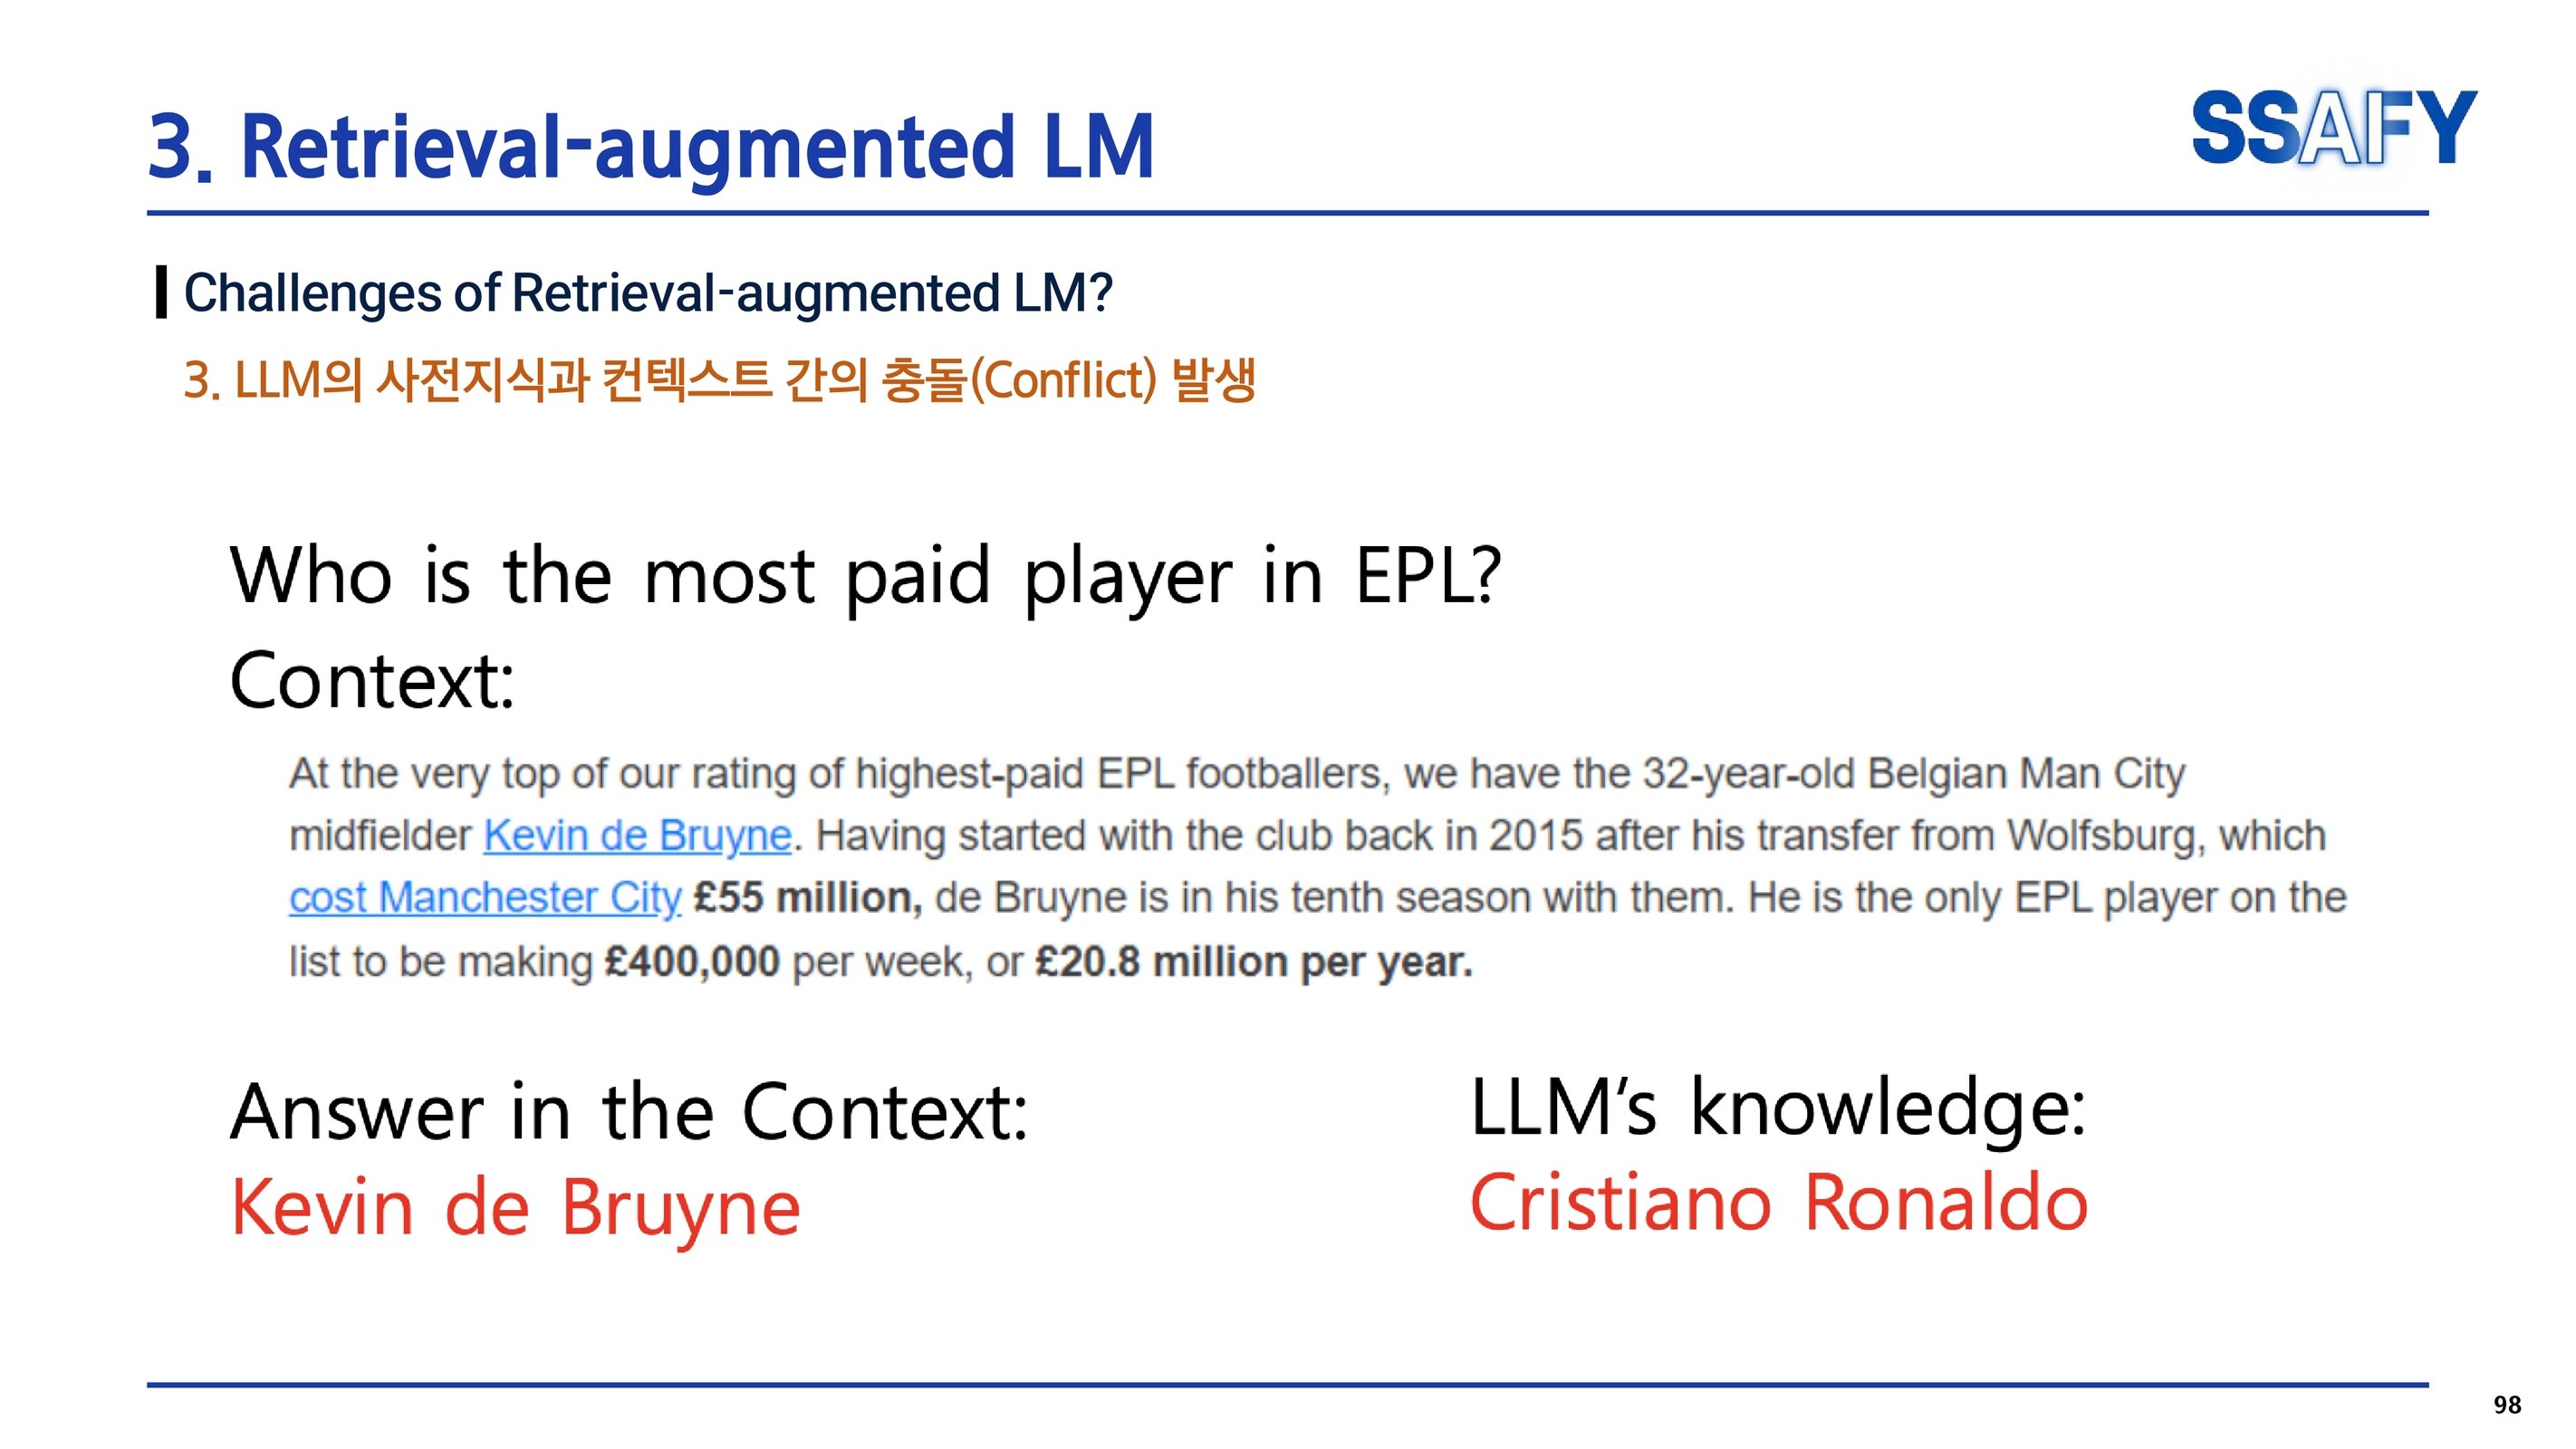 3. Retrieval-augmented LM
SSAFY
Challenges of Retrieval-augmented LM?
3. LLM의 사전지식과 컨텍스트 간의 충돌(Conflict) 발생
Who is the most paid player in EPL?
Context:
At the very top of our rating of highest-paid EPL footballers, we have the 32-year-old Belgian Man City
midfielder Kevin de Bruyne. Having started with the club back in 2015 after his transfer from Wolfsburg, which
cost Manchester City £55 million, de Bruyne is in his tenth season with them. He is the only EPL player on the
list to be making £400,000 per week, or £20.8 million per year.
Answer in the Context:
Kevin de Bruyne
LLM‘s knowledge:
Cristiano Ronaldo
98